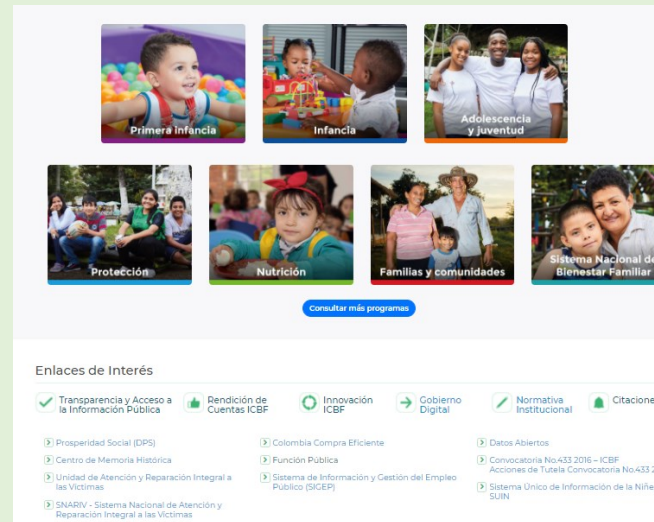 Primera infancia
Infancia
Adolescencia
y juventud
Protección
Nutrición
Familias y comunidades
Sistema Nacional de
Bienestar Familiar
Consultar más programas
Enlaces de Interés
Transparencia y Acceso a
la Información Pública
Rendición de
Cuentas ICBF
Innovación
ICBF
Gobierno
Digital
Normativa
Institucional
Citacione
Prosperidad Social (DPS)
Centro de Memoria Histórica
Unidad de Atención y Reparación Integral a
las Victimas
SNARIV - Sistema Nacional de Atención y
Reparación Integral a las Victimas
Colombia Compra Eficiente
Función Pública
Sistema de Información y Gestión del Empleo
Público (SIGEP)
Datos Abiertos
Convocatoria No.433 2016 – ICBF
Acciones de Tutela Convocatoria No.433 2
Sistema Único de Información de la Niñe
SUIN